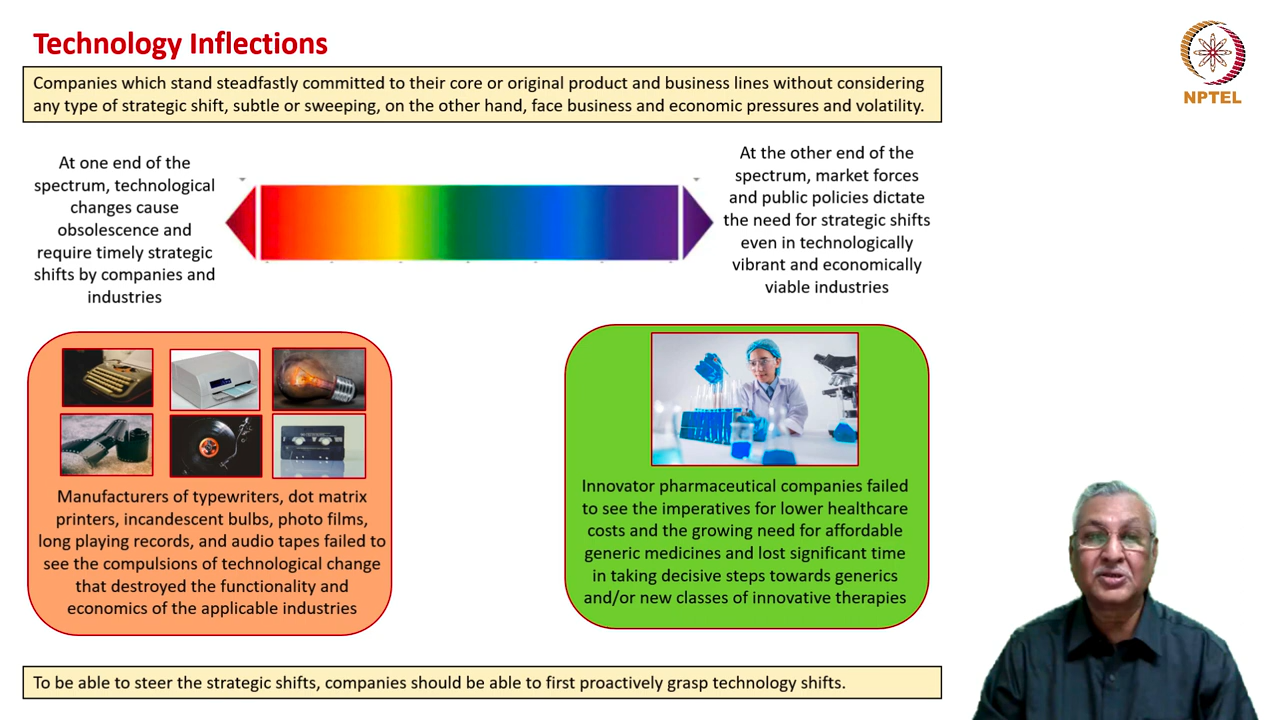 Technology Inflections
Companies which stand steadfastly committed to their core or original product and business lines without considering
any type of strategic shift, subtle or sweeping, on the other hand, face business and economic pressures and volatility.
NPTEL
At one end of the
spectrum, technological
changes cause
obsolescence and
require timely strategic
shifts by companies and
industries
At the other end of the
spectrum, market forces
and public policies dictate
the need for strategic shifts
even in technologically
vibrant and economically
viable industries
Manufacturers of typewriters, dot matrix
printers, incandescent bulbs, photo films,
long playing records, and audio tapes failed to
see the compulsions of technological change
that destroyed the functionality and
economics of the applicable industries
Innovator pharmaceutical companies failed
to see the imperatives for lower healthcare
costs and the growing need for affordable
generic medicines and lost significant time
in taking decisive steps towards generics
and/or new classes of innovative therapies
To be able to steer the strategic shifts, companies should be able to first proactively grasp technology shifts.